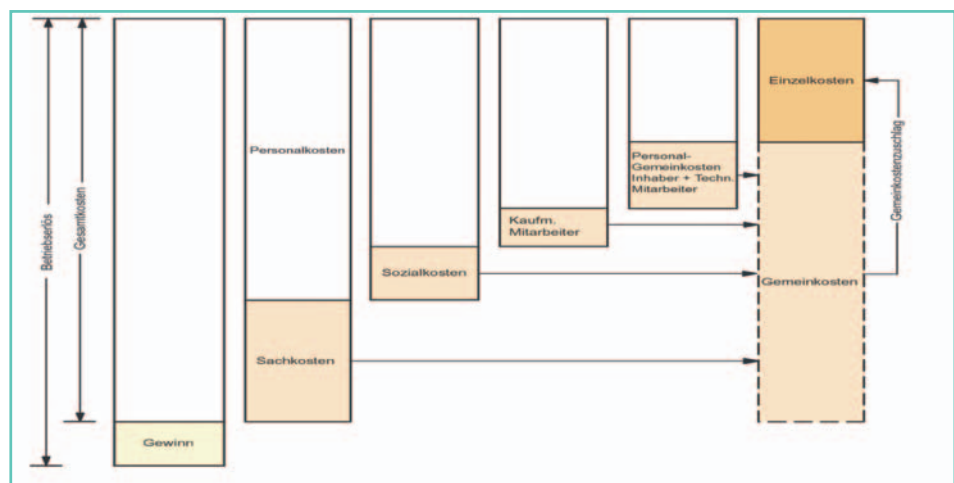 Betriebserlös
Gesamtkosten
Gewinn
Personalkosten
Sachkosten
Sozialkosten
Kaufm.
Mitarbeiter
Personal-
Gemeinkosten
Inhaber + Techn.
Mitarbeiter
Einzelkosten
Gemeinkosten
Gemeinkostenzuschlag